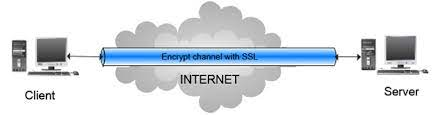 Encrypt channel with SSL
INTERNET
Client
Server